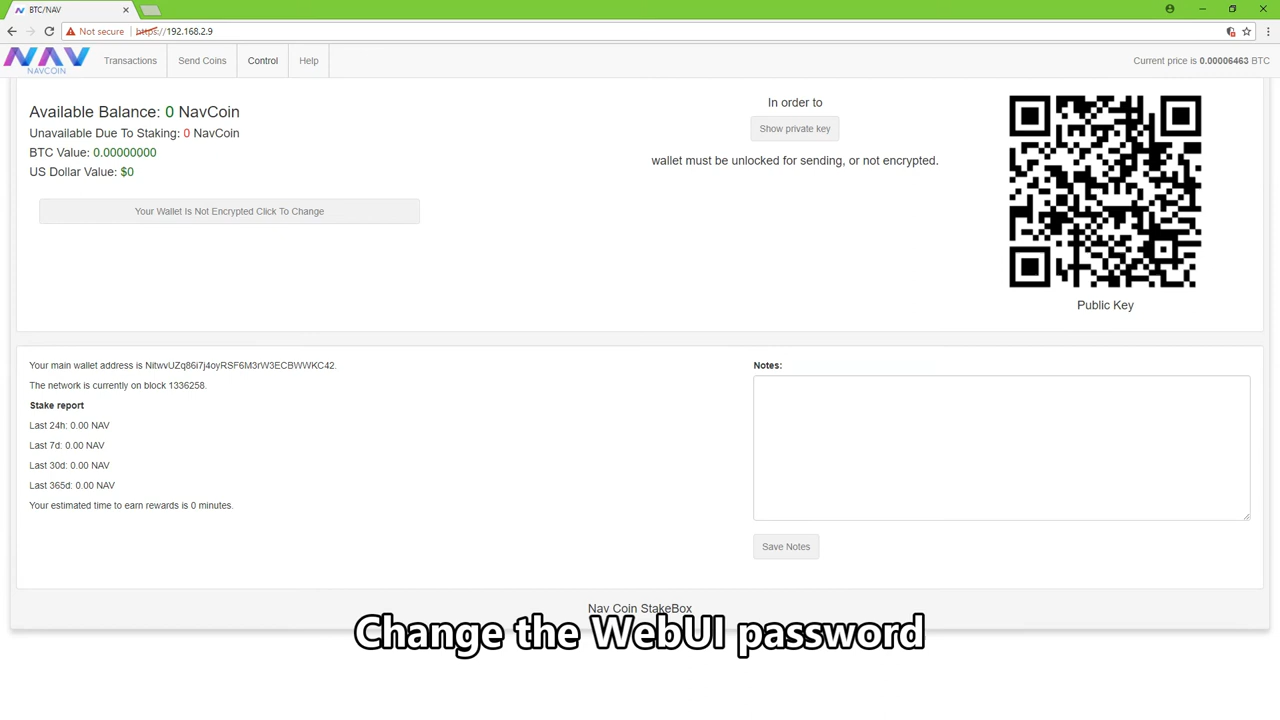 BTC/NAV
Not secure https://192.168.2.9
NAV
NAVCOIN
Transactions
Send Coins
Control
Help
Current price is 0.00006463 BTC
Available Balance: 0 NavCoin
Unavailable Due To Staking: 0 NavCoin
BTC Value: 0.00000000
US Dollar Value: $0
Your Wallet Is Not Encrypted Click To Change
In order to
Show private key
wallet must be unlocked for sending, or not encrypted.
Public Key
Your main wallet address is NitwvUZq86i7j4oyRSF6M3rW3ECBWWKC42.
The network is currently on block 1336258.
Stake report
Last 24h: 0.00 NAV
Last 7d: 0.00 NAV
Last 30d: 0.00 NAV
Last 365d: 0.00 NAV
Your estimated time to earn rewards is 0 minutes.
Notes:
Save Notes
Nav Coin StakeBox
Change the WebUI password